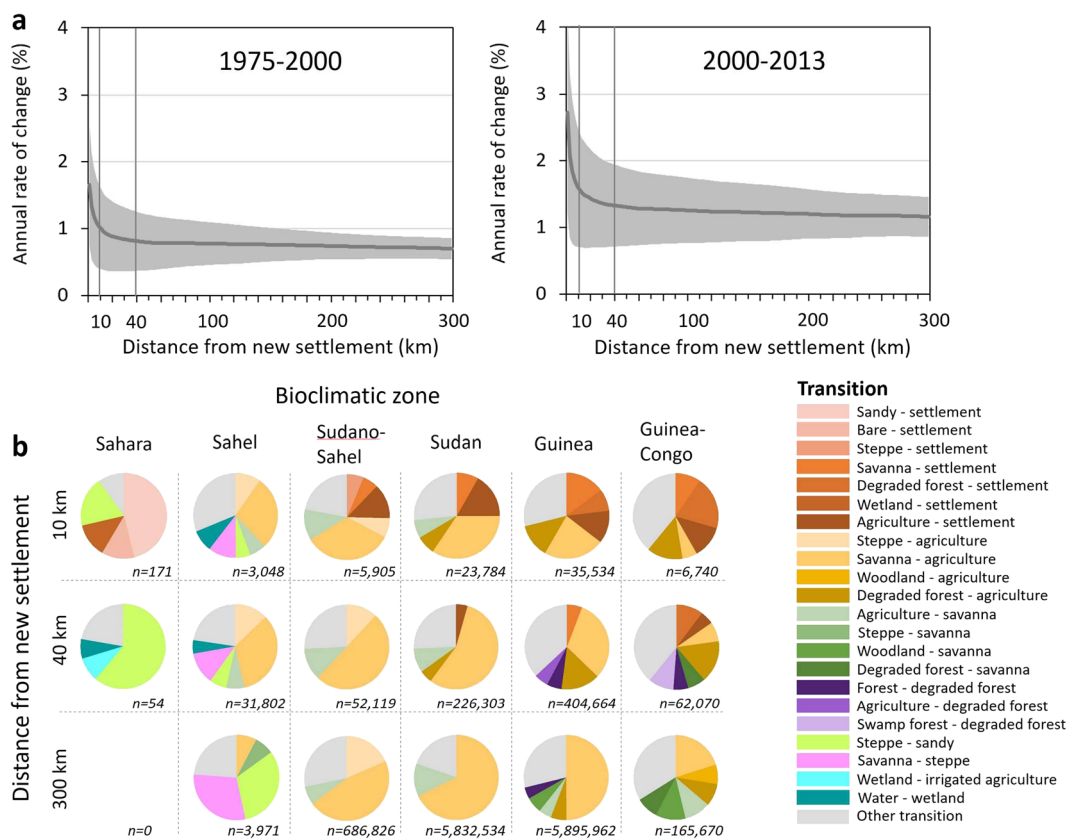 a
4
3
2
1
0
Annual rate of change (%)
1975-2000
10 40 100 200 300
Distance from new settlement (km)
4
3
2
1
0
Annual rate of change (%)
2000-2013
10 40 100 200 300
Distance from new settlement (km)
b
Bioclimatic zone
Sahara
Sahel
Sudano-
Sahel
Sudan
Guinea
Guinea-
Congo
Distance from new settlement
10 km
n=171
n=3,048
n=5,905
n=23,784
n=35,534
n=6,740
40 km
n=54
n=31,802
n=52,119
n=226,303
n=404,664
n=62,070
300 km
n=0
n=3,971
n=686,826
n=5,832,534
n=5,895,962
n=165,670
Transition
Sandy - settlement
Bare - settlement
Steppe - settlement
Savanna - settlement
Degraded forest - settlement
Wetland - settlement
Agriculture - settlement
Steppe - agriculture
Savanna - agriculture
Woodland - agriculture
Degraded forest - agriculture
Agriculture - savanna
Steppe - savanna
Woodland - savanna
Degraded forest - savanna
Forest - degraded forest
Agriculture - degraded forest
Swamp forest - degraded forest
Steppe - sandy
Savanna - steppe
Wetland - irrigated agriculture
Water - wetland
Other transition